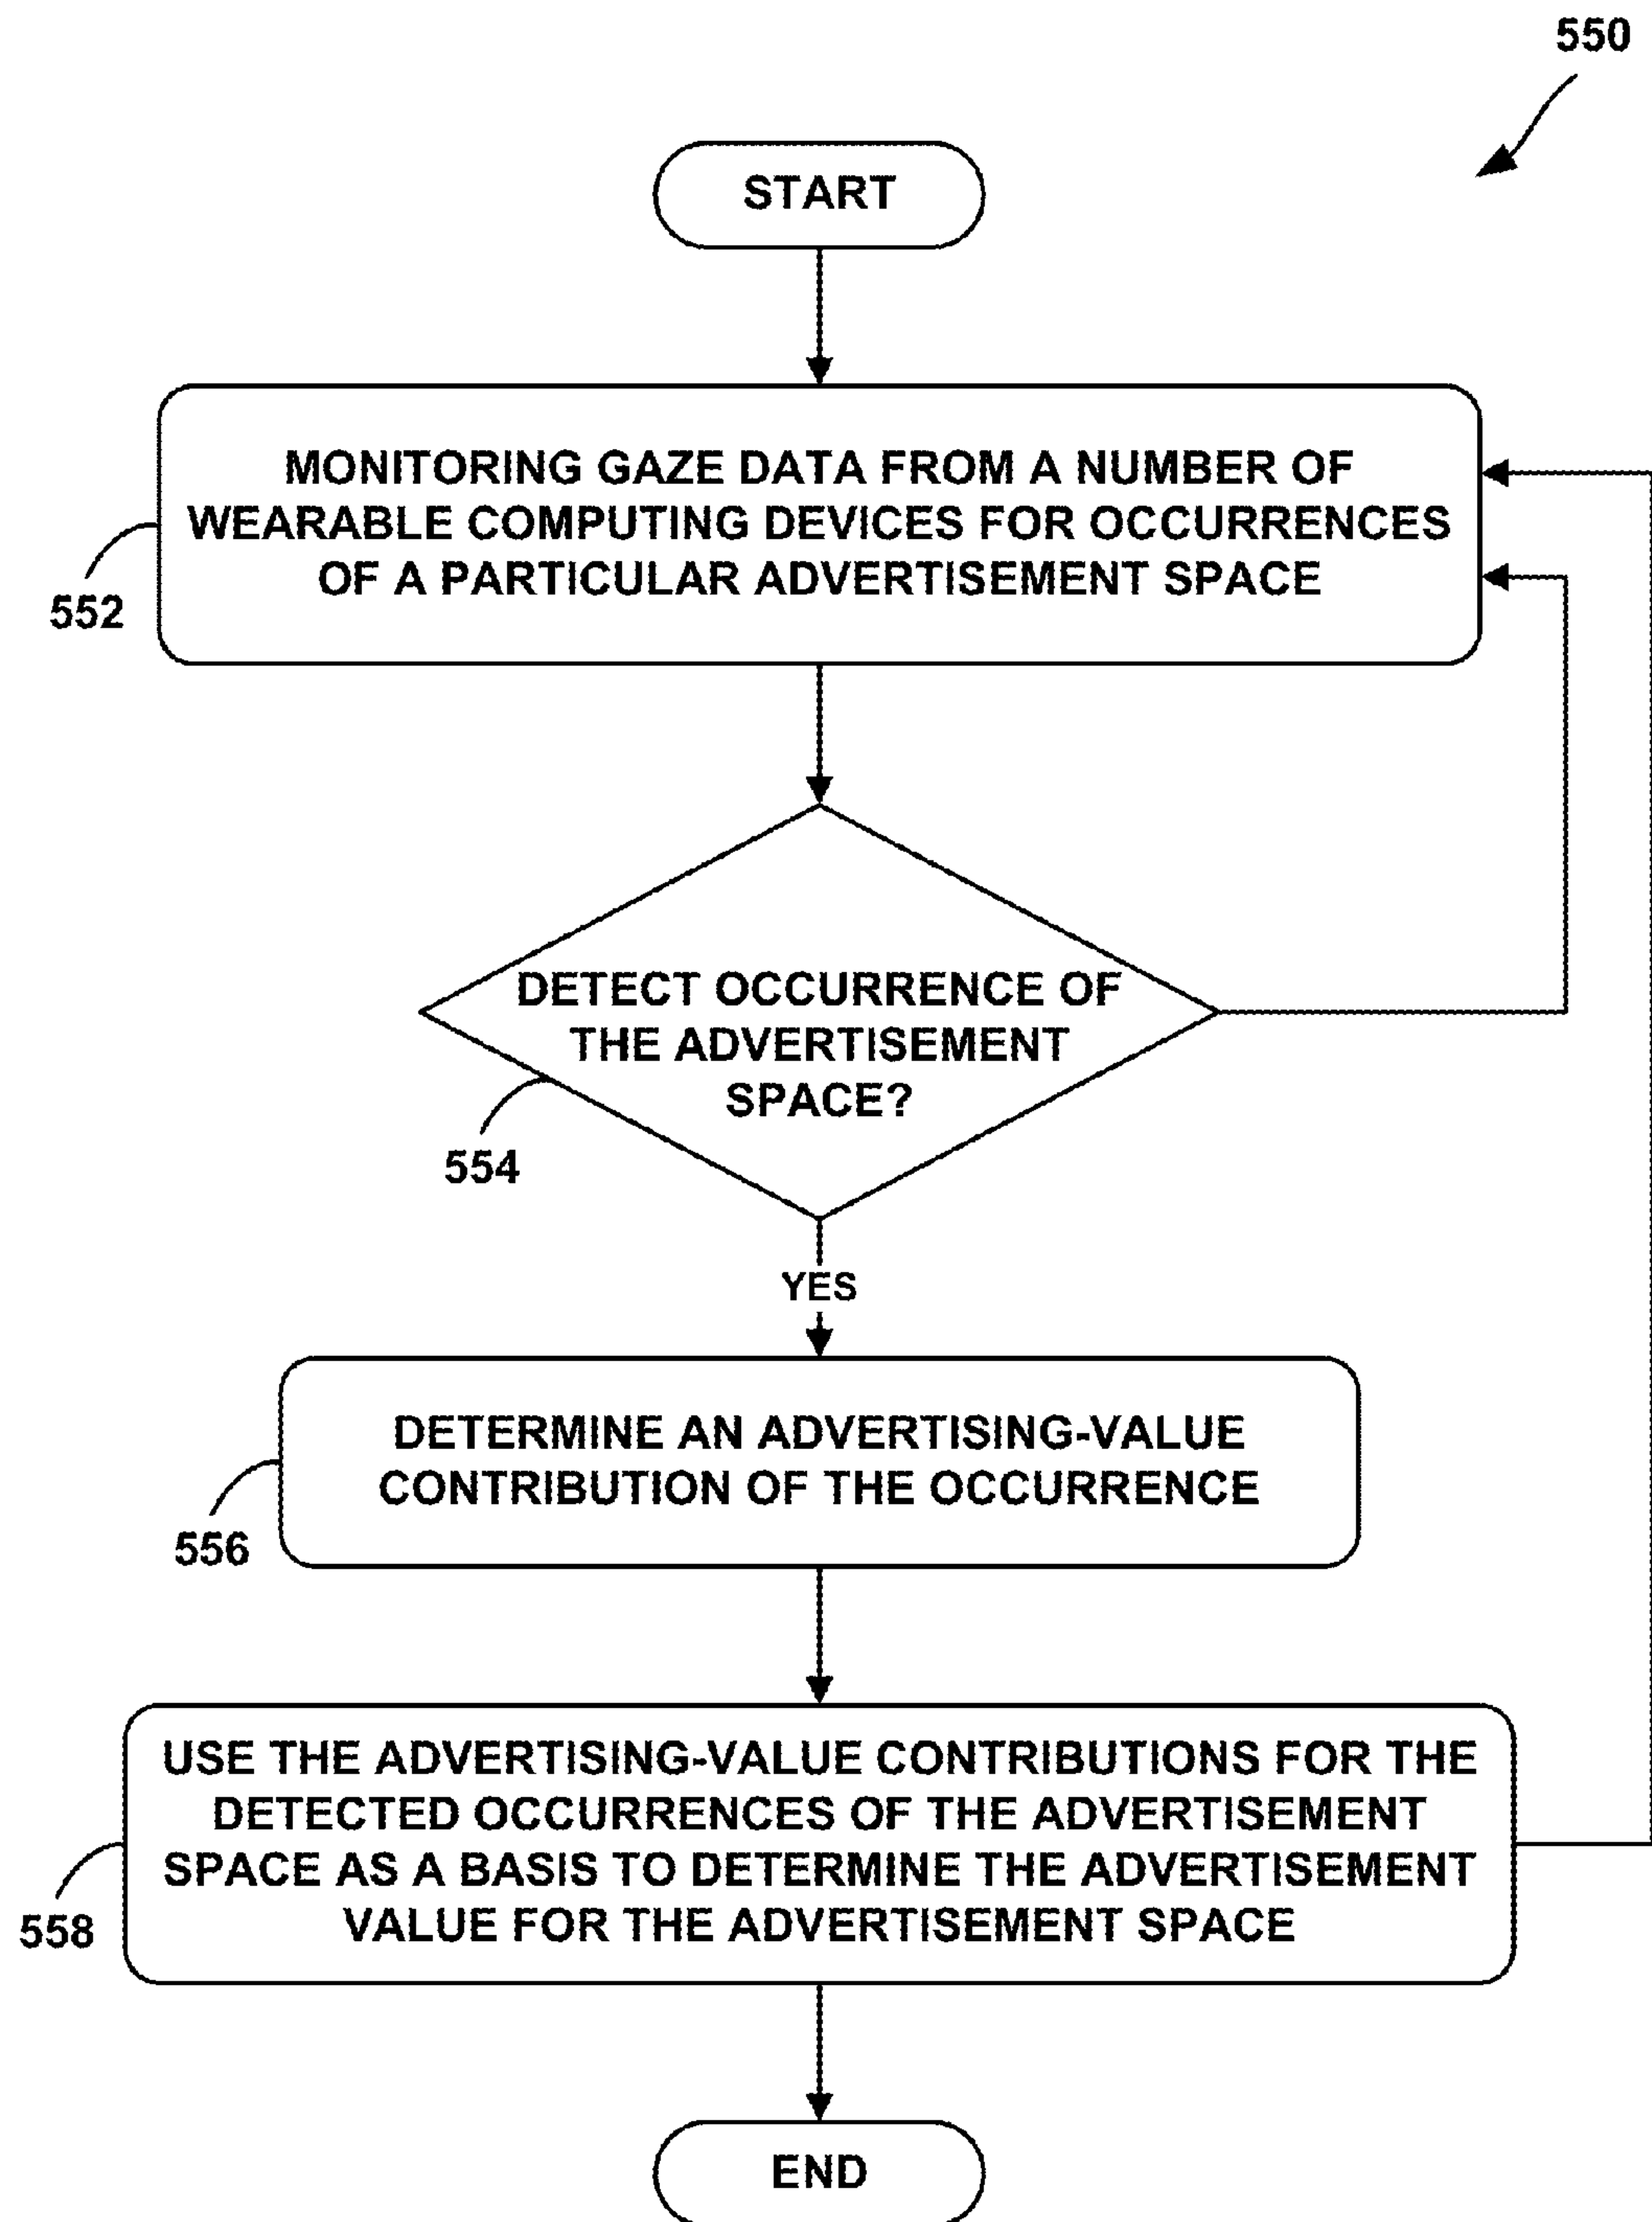 550
START
MONITORING GAZE DATA FROM A NUMBER OF
WEARABLE COMPUTING DEVICES FOR OCCURRENCES
OF A PARTICULAR ADVERTISEMENT SPACE
552
DETECT OCCURRENCE OF
THE ADVERTISEMENT
SPACE?
554
YES
DETERMINE AN ADVERTISING-VALUE
CONTRIBUTION OF THE OCCURRENCE
556
USE THE ADVERTISING-VALUE CONTRIBUTIONS FOR THE
DETECTED OCCURRENCES OF THE ADVERTISEMENT
SPACE AS A BASIS TO DETERMINE THE ADVERTISEMENT
VALUE FOR THE ADVERTISEMENT SPACE
558
END